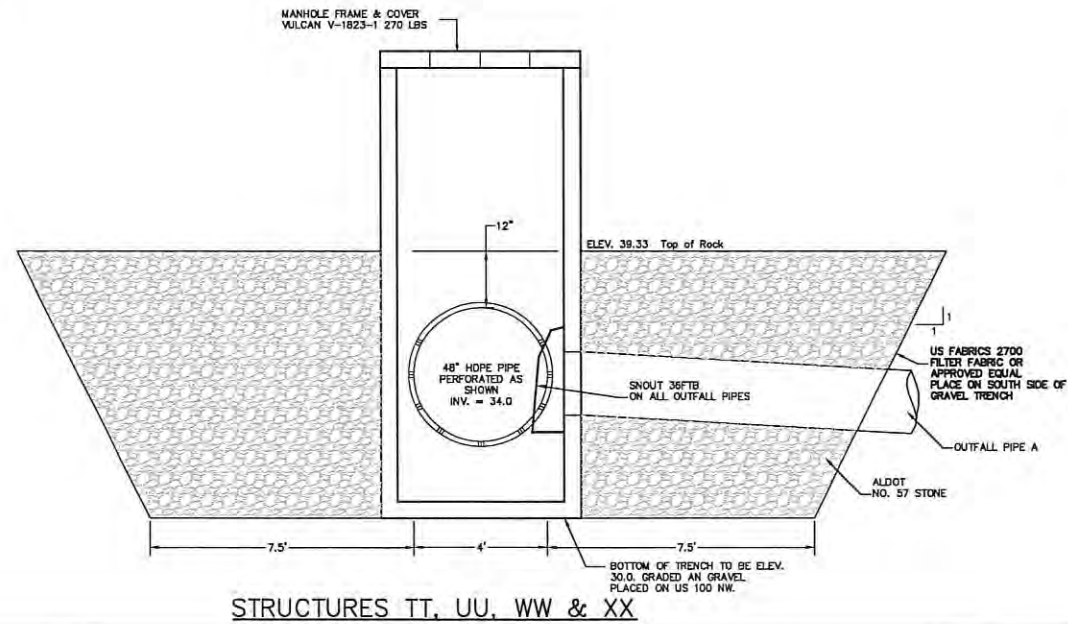 MANHOLE FRAME & COVER
VULCAN V-1823-1 270 LBS
12"
ELEV. 39.33 Top of Rock
1
1
48" HDPE PIPE
PERFORATED AS
SHOWN
INV. = 34.0
SNOUT 36FTB
ON ALL OUTFALL PIPES
US FABRICS 2700
FILTER FABRIC OR
APPROVED EQUAL
PLACE ON SOUTH SIDE OF
GRAVEL TRENCH
OUTFALL PIPE A
ALDOT
NO. 57 STONE
7.5'
4'
7.5'
BOTTOM OF TRENCH TO BE ELEV.
30.0. GRADED AN GRAVEL
PLACED ON US 100 NW.
STRUCTURES TT, UU, WW & XX